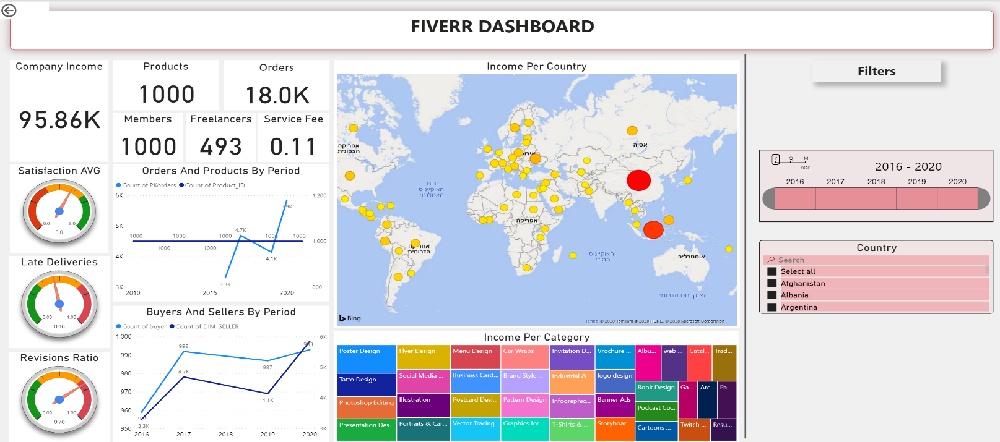 FIVERR DASHBOARD
Company Income
95.86K
Products
1000
Orders
18.0K
Members
1000
Freelancers
493
Service Fee
0.11
Satisfaction AVG
0.0
5.0
3.0
Late Deliveries
0.00
1.00
0.46
Revisions Ratio
0.00
1.00
0.70
Orders And Products By Period
Count of PKorders
Count of Product_ID
6K
5K
4K
3K
1,200
1,000
800
1000
1000
1000
1000
1000
1000
1000
4.7K
5.9K
4.1K
3.3K
2010
2015
2020
Buyers And Sellers By Period
Count of buyer
Count of DIM_SELLER
1,000
990
980
970
960
950
6K
5K
4K
3K
992
987
993
4.7K
4.1K
959
3.3K
2016
2017
2018
2019
2020
Income Per Country
אמריקה
הצפונית
דרום
האוקיינוס
האטלנטי
אסיה
אפריקה
אמריקה
הדרומית
האוקיינוס
ההודי
אוסטרליה
האוקיינוס הדרומי
Bing
Terms © 2020 TomTom © 2020 HERE, © 2020 Microsoft Corporation
Income Per Category
Poster Design
Tatto Design
Photoshop Editing
Presentation Des...
Flyer Design
Social Media ...
Illustration
Portraits & Car...
Menu Design
Business Card...
Postcard Desi...
Vector Tracing
Car Wraps
Brand Style ...
Pattern Design
Graphics for ...
Invitation D...
Industrial &...
Infographic...
T-Shirts & ...
Vrochure ...
logo design
Banner Ads
Storyboar...
Albu...
web ...
Catal...
Trad...
Book Design
Podcast Co...
Cartoons ...
Ga...
Arc...
Pa...
Twitch ...
Resu...
Filters
Y Q M
Year
2016 - 2020
2016
2017
2018
2019
2020
Country
Search
Select all
Afghanistan
Albania
Argentina